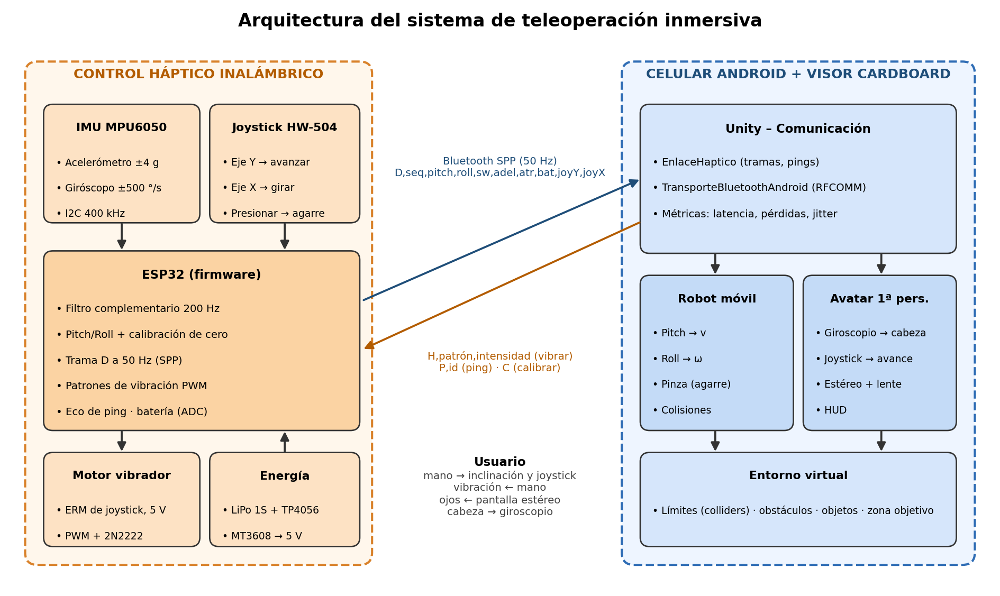 Arquitectura del sistema de teleoperación inmersiva
CONTROL HÁPTICO INALÁMBRICO
IMU MPU6050
• Acelerómetro ±4 g
• Giróscopo ±500 °/s
• I2C 400 kHz
Joystick HW-504
• Eje Y → avanzar
• Eje X → girar
• Presionar → agarre
ESP32 (firmware)
• Filtro complementario 200 Hz
• Pitch/Roll + calibración de cero
• Trama D a 50 Hz (SPP)
• Patrones de vibración PWM
• Eco de ping · batería (ADC)
Motor vibrador
• ERM de joystick, 5 V
• PWM + 2N2222
Energía
• LiPo 1S + TP4056
• MT3608 → 5 V
Bluetooth SPP (50 Hz)
D,seq,pitch,roll,sw,adel,atr,bat,joyY,joyX
H,patrón,intensidad (vibrar)
P,id (ping) · C (calibrar)
Usuario
mano → inclinación y joystick
vibración ← mano
ojos ← pantalla estéreo
cabeza → giroscopio
CELULAR ANDROID + VISOR CARDBOARD
Unity – Comunicación
• EnlaceHaptico (tramas, pings)
• TransporteBluetoothAndroid (RFCOMM)
• Métricas: latencia, pérdidas, jitter
Robot móvil
• Pitch → v
• Roll → ω
• Pinza (agarre)
• Colisiones
Avatar 1ª pers.
• Giroscopio → cabeza
• Joystick → avance
• Estéreo + lente
• HUD
Entorno virtual
• Límites (colliders) · obstáculos · objetos · zona objetivo